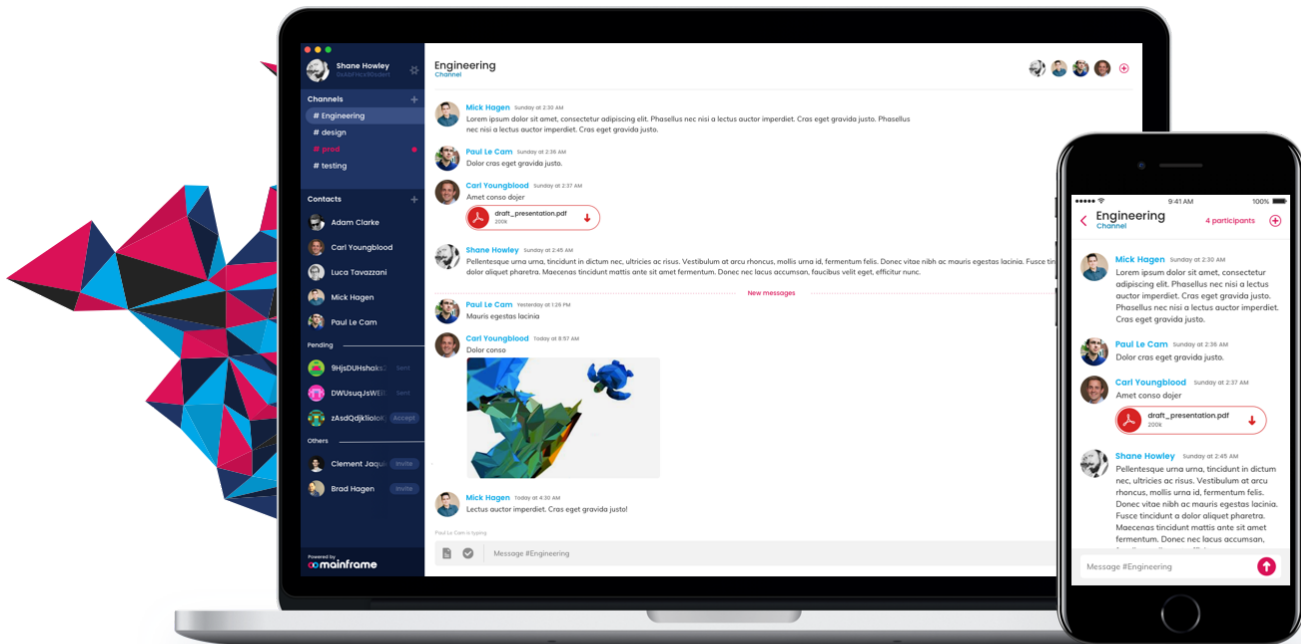 Shane Howley
Channels
# Engineering
# design
# pred
# testing
Contacts
Adam Clarke
Carl Youngblood
Luca Tavazzani
Mick Hagen
Paul Le Cam
Pending
Sent
Sent
Accept
Others
Clement Jaqu
Invite
Brad Hagen
Invite
Powered by
mainframe
Engineering
Channel
Mick Hagen Sunday at 2:30 AM
Lorem ipsum dolor sit amet, consectetur adipiscing elit. Phasellus nec nisi a lectus auctor imperdiet. Cras eget gravida justo. Phasellus
nec nisi a lectus auctor imperdiet. Cras eget gravida justo.
Paul Le Cam Sunday at 2:36 AM
Dolor cras eget gravida justo.
Carl Youngblood Sunday at 2:37 AM
Amet conso dojer
draft_presentation.pdf
200k
Shane Howley Sunday at 2:45 AM
Pellentesque urna urna, tincidunt in dictum nec, ultricies ac risus. Vestibulum at arcu rhoncus, mollis urna id, fermentum felis. Donec vitae nibh ac mauris egestas lacinia. Fusce tin
dolor aliquet pharetra. Maecenas tincidunt mattis ante sit amet fermentum. Donec nec lacus accumsan, faucibus velit eget, efficitur nunc.
New messages
Paul Le Cam Yesterday at 1:26 PM
Mauris egestas lacinia
Carl Youngblood Today at 8:57 AM
Dolor conso
Mick Hagen Today at 4:30 AM
Lectus auctor imperdiet. Cras eget gravida justo!
Paul Le Cam is typing
Message #Engineering
9:41 AM
100%
Engineering
Channel
4 participants
Mick Hagen Sunday at 2:30 AM
Lorem ipsum dolor sit amet, consectetur
adipiscing elit. Phasellus nec nisi a lectus
auctor imperdiet. Cras eget gravida justo.
Phasellus nec nisi a lectus auctor imperdiet.
Cras eget gravida justo.
Paul Le Cam Sunday at 2:36 AM
Dolor cras eget gravida justo.
Carl Youngblood Sunday at 2:37 AM
Amet conso dojer
draft_presentation.pdf
200k
Shane Howley Sunday at 2:45 AM
Pellentesque urna urna, tincidunt in dictum
nec, ultricies ac risus. Vestibulum at arcu
rhoncus, mollis urna id, fermentum felis.
Donec vitae nibh ac mauris egestas lacinia.
Fusce tincidunt a dolor aliquet pharetra.
Maecenas tincidunt mattis ante sit amet
fermentum. Donec nec lacus accumsan,
Message #Engineering